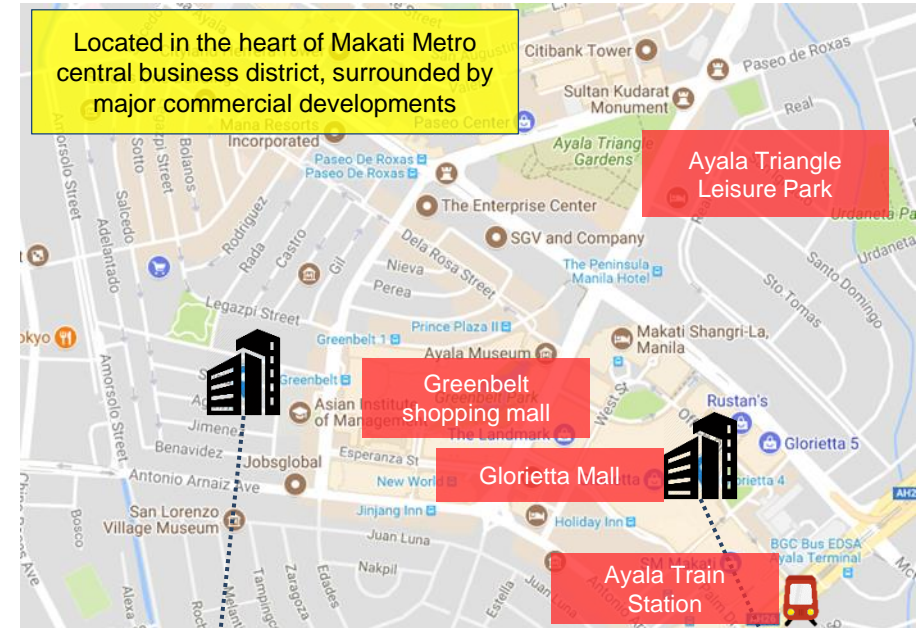 Located in the heart of Makati Metro
central business district, surrounded by
major commercial developments
Citibank Tower
Paseo de Roxas
Sultan Kudarat
Monument
Real
Mana Resorts
Incorporated
Paseo Center
Ayala Triangle
Gardens
Ayala Triangle
Leisure Park
Amorsolo Street
Sotto
Bolanos
Paseo De Roxas
Paseo De Roxas
Salcedo
Adelantado
Rodriguez
Rada
Castro
Gil
The Enterprise Center
SGV and Company
Dela Rosa Street
Nieva
Perea
The Peninsula
Manila Hotel
Urdaneta
Santo Domingo
Sto.Tomas
Legazpi Street
Prince Plaza II
Greenbelt 1
Makati Shangri-La,
Manila
Ayala Museum
Greenbelt
Greenbelt
shopping mall
Greenbelt Park
West St
Rustan's
Asian Institute
of Management
Amorsolo Street
Jimene
Benavidez
The Landmark
Glorietta 5
Jobsglobal
Esperanza St
Glorietta Mall
Antonio Arnaiz Ave
New World
San Lorenzo
Village Museum
Jinjang Inn
Holiday Inn
Bosco
Juan Luna
BGC Bus EDSA
Ayala Terminal
SM Makati
Nakpil
Ayala Train
Station
Zaragoza
Edades
Estella
Juan Luna